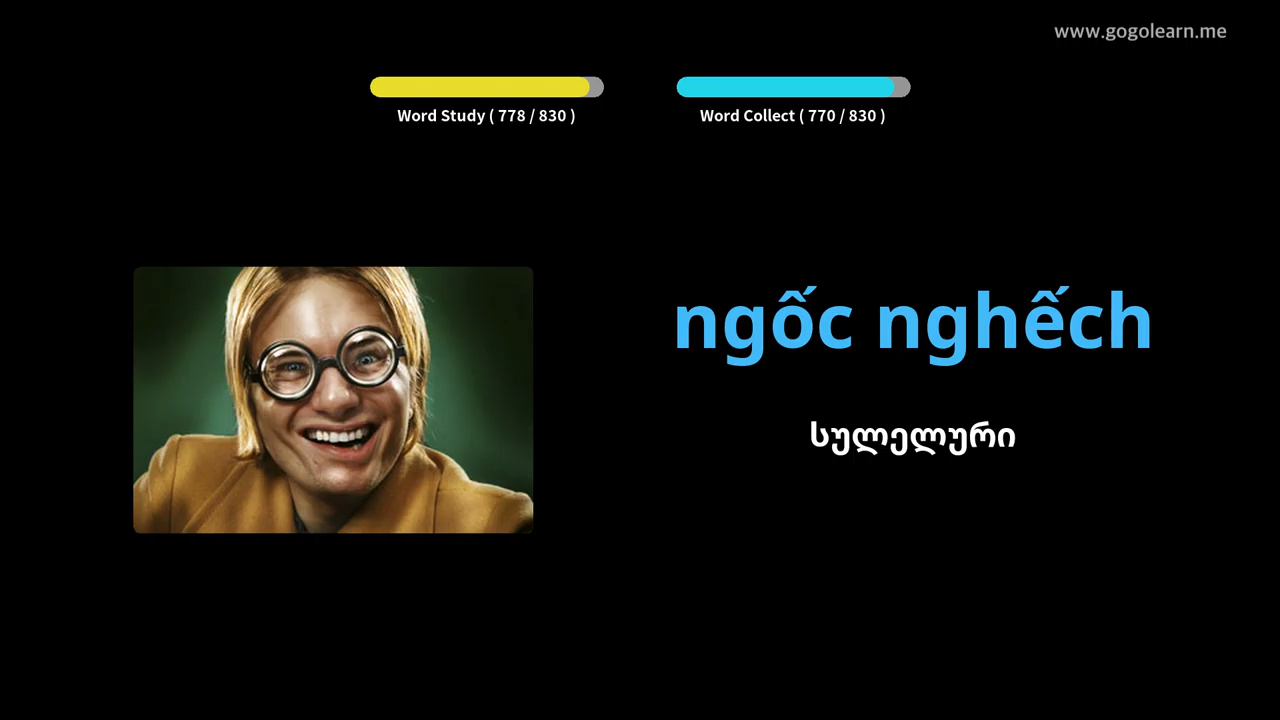 www.gogolearn.me
Word Study ( 778 / 830 )
Word Collect ( 770 / 830 )
ngốc nghếch
სულელური